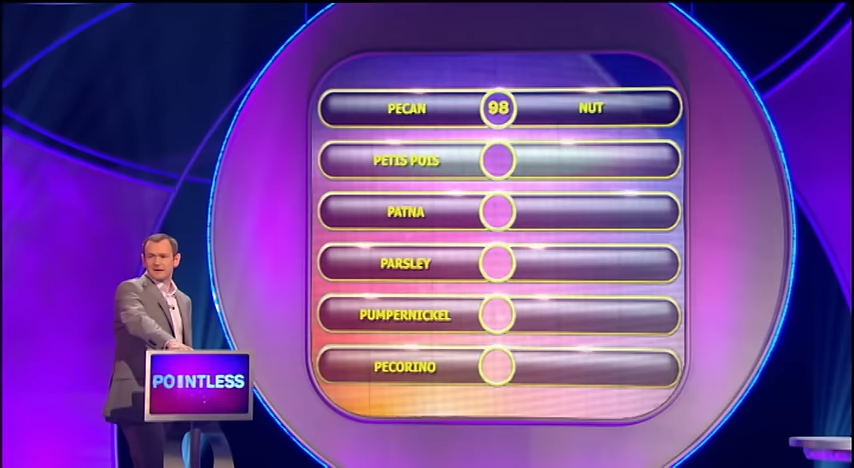 PECAN 98 NUT
PETIS POIS
PATNA
PARSLEY
PUMPERNICKEL
PECORINO
POINTLESS